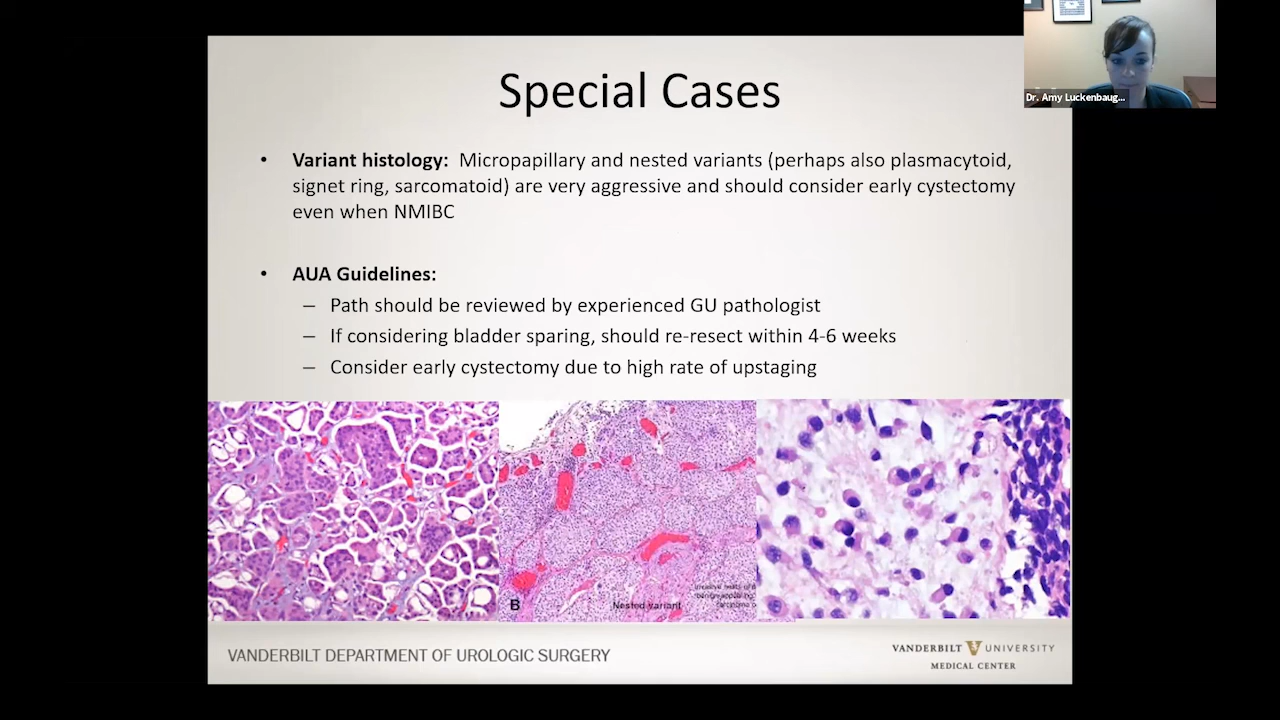 Special Cases
Dr. Amy Luckenbaug...
• Variant histology: Micropapillary and nested variants (perhaps also plasmacytoid,
signet ring, sarcomatoid) are very aggressive and should consider early cystectomy
even when NMIBC
• AUA Guidelines:
– Path should be reviewed by experienced GU pathologist
– If considering bladder sparing, should re-resect within 4-6 weeks
– Consider early cystectomy due to high rate of upstaging
B
Nested variant
VANDERBILT DEPARTMENT OF UROLOGIC SURGERY
VANDERBILT V UNIVERSITY
MEDICAL CENTER